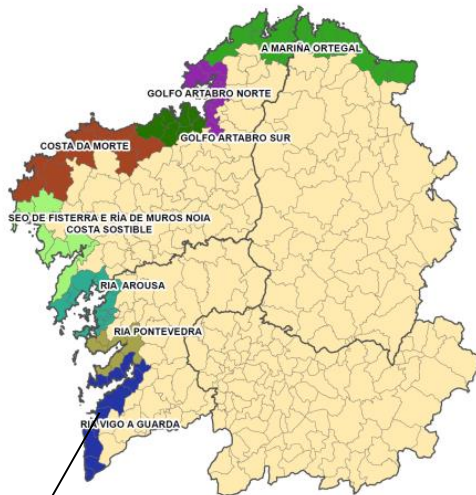 A MARIÑA ORTEGAL
GOLFO ARTABRO NORTE
GOLFO ARTABRO SUR
COSTA DA MORTE
SEO DE FISTERRA E RÍA DE MUROS NOIA
COSTA SOSTIBLE
RIA AROUSA
RIA PONTEVEDRA
RIA VIGO A GUARDA